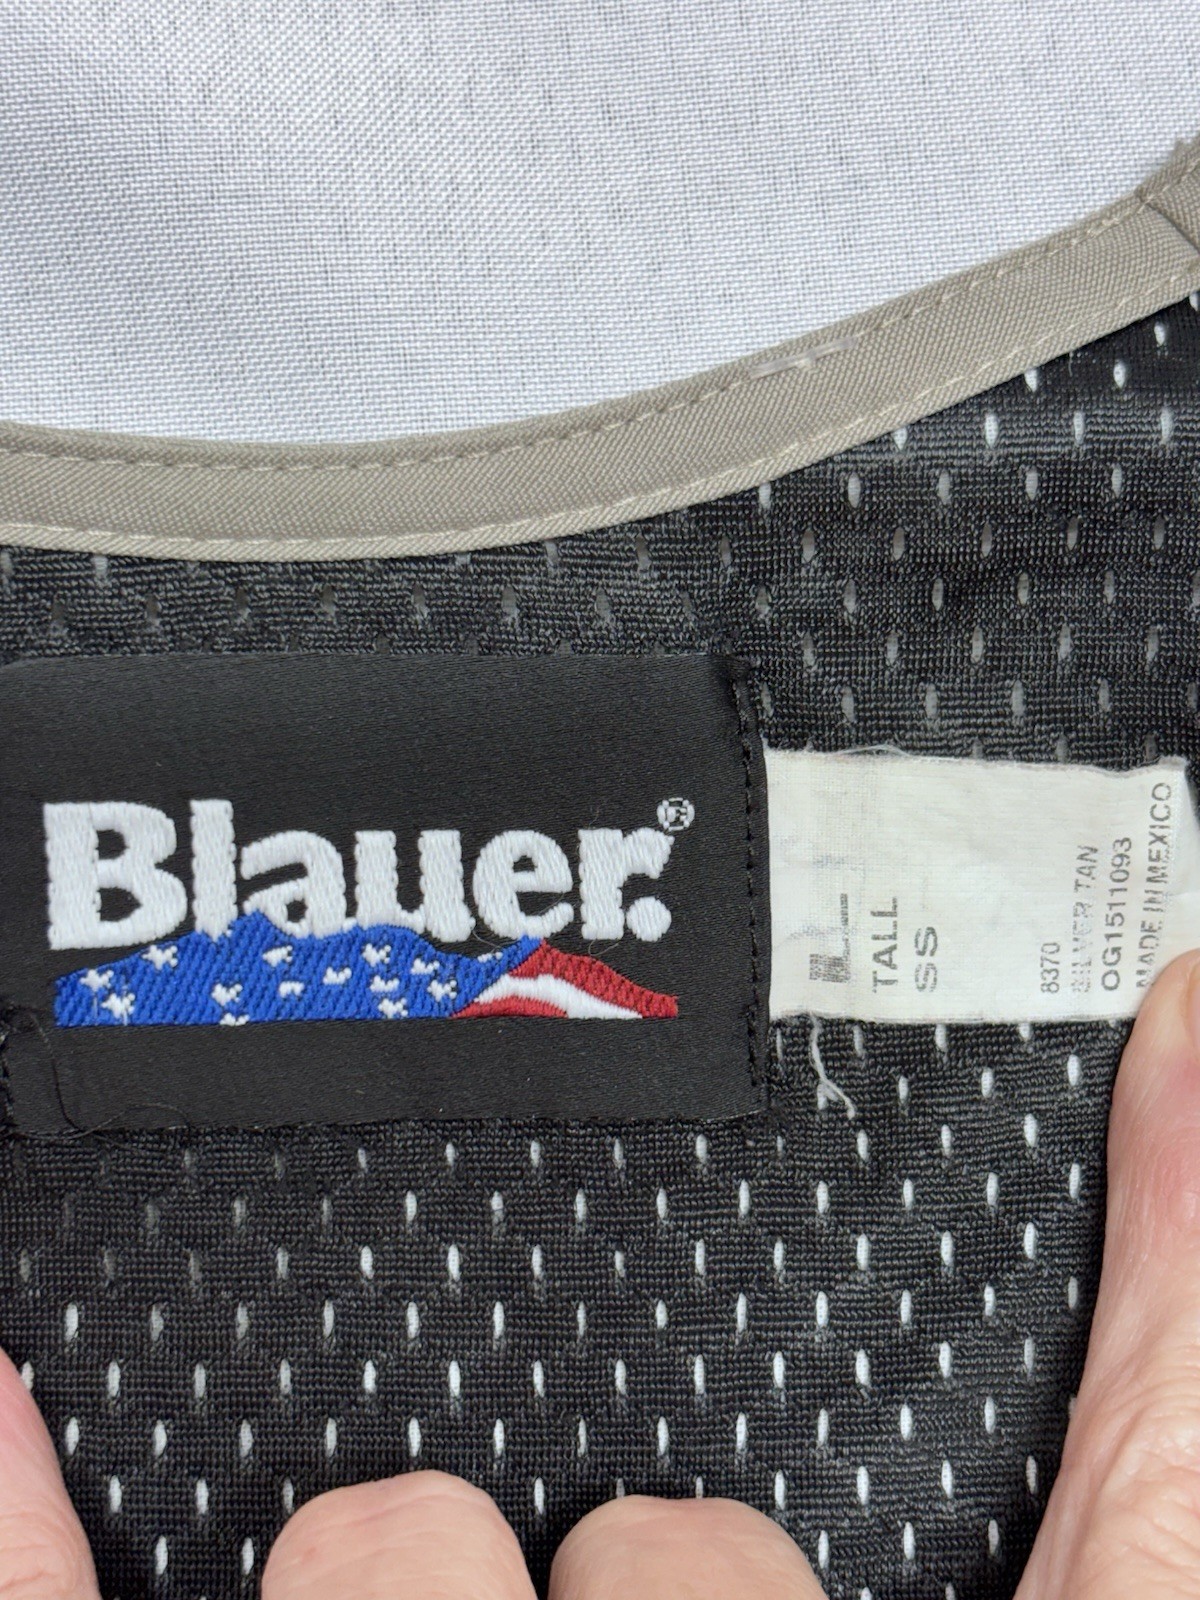 Blauer.®
TALL
SS
8370
SILVER TAN
OG1511093
MADE IN MEXICO